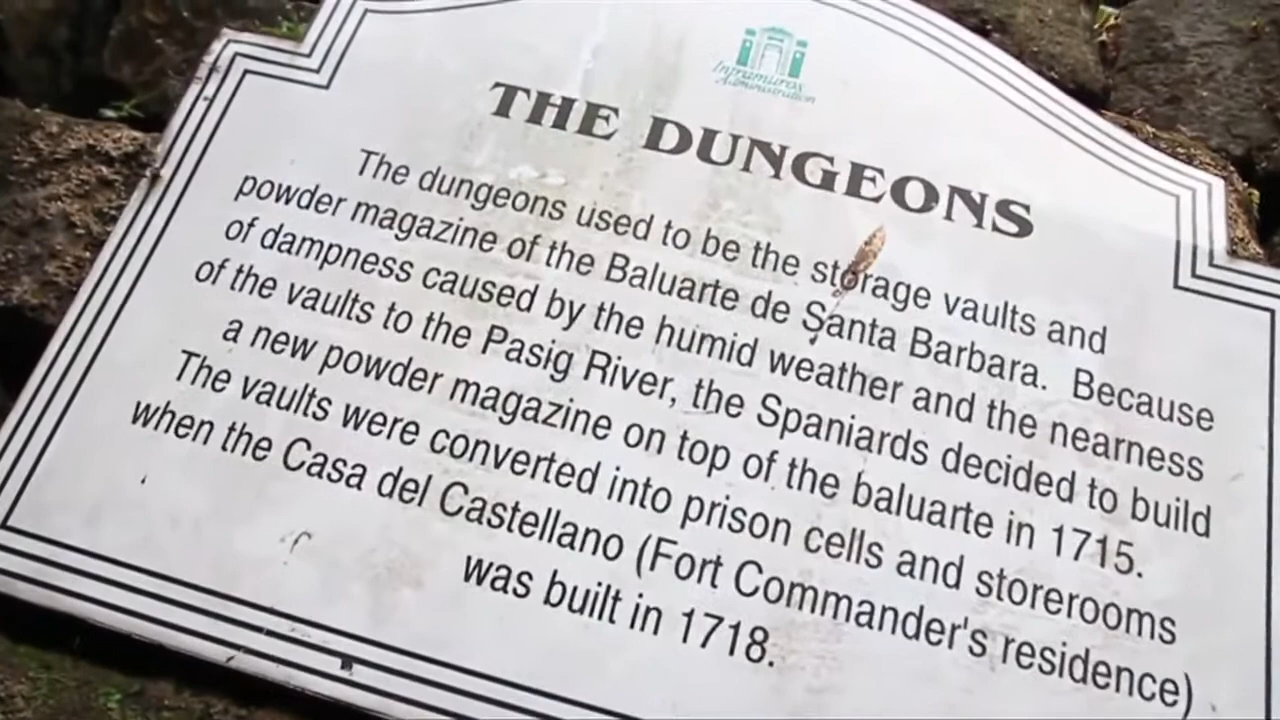 Intramuros
Administration
THE DUNGEONS
The dungeons used to be the storage vaults and
powder magazine of the Baluarte de Santa Barbara. Because
of dampness caused by the humid weather and the nearness
of the vaults to the Pasig River, the Spaniards decided to build
a new powder magazine on top of the baluarte in 1715.
The vaults were converted into prison cells and storerooms
when the Casa del Castellano (Fort Commander's residence)
was built in 1718.